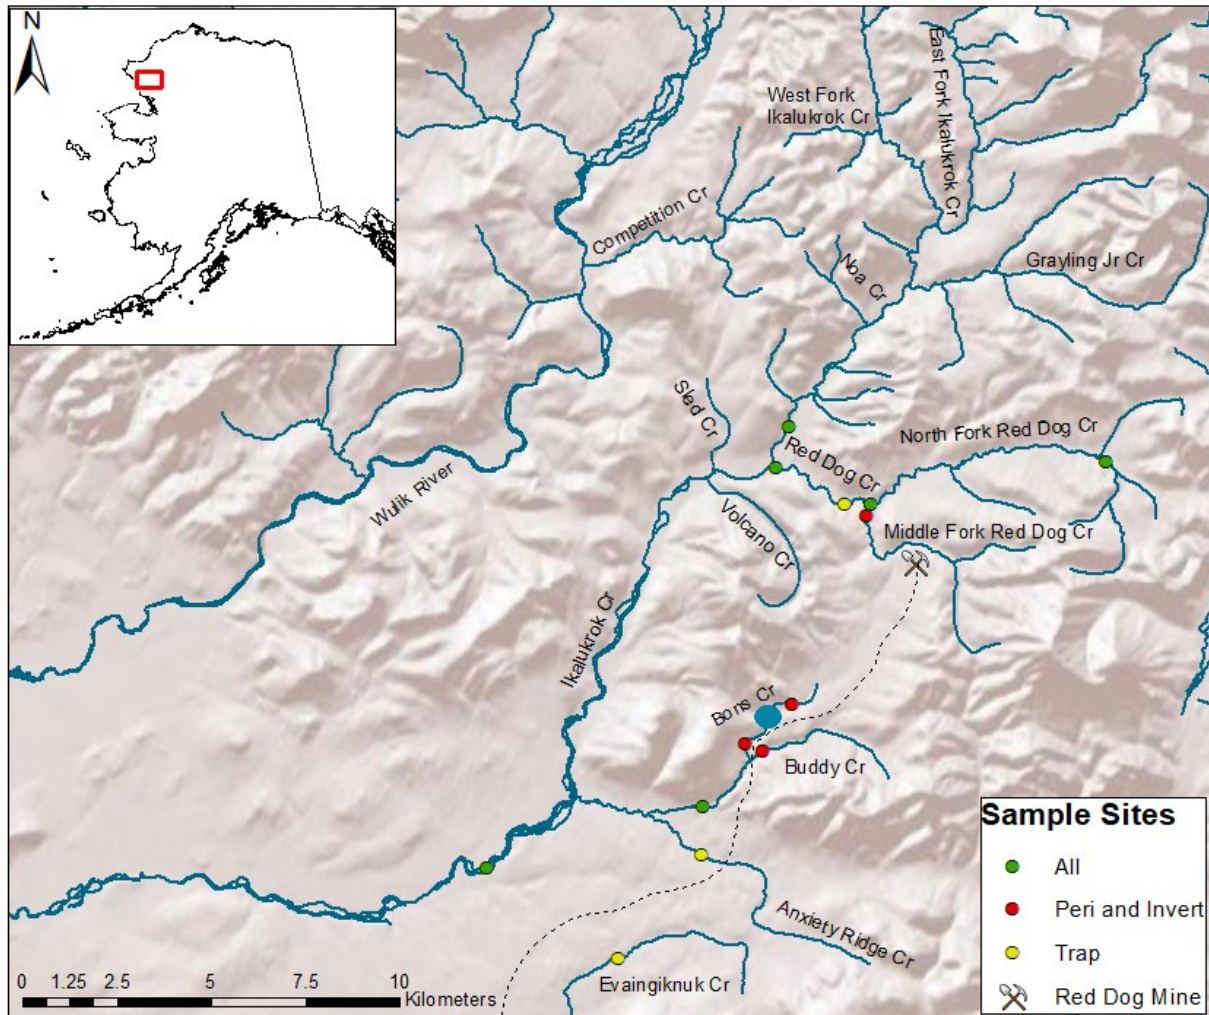 N
West Fork
Ikalukrok Cr
East Fork Ikalukrok Cr
Competition Cr
Noa Cr
Grayling Jr Cr
Sled Cr
Red Dog Cr
North Fork Red Dog Cr
Wulik River
Volcano Cr
Middle Fork Red Dog Cr
Ikalukrok Cr
Bons Cr
Buddy Cr
Anxiety Ridge Cr
Evaingiknuk Cr
Sample Sites
All
Peri and Invert
Trap
Red Dog Mine
0 1.25 2.5 5 7.5 10
Kilometers